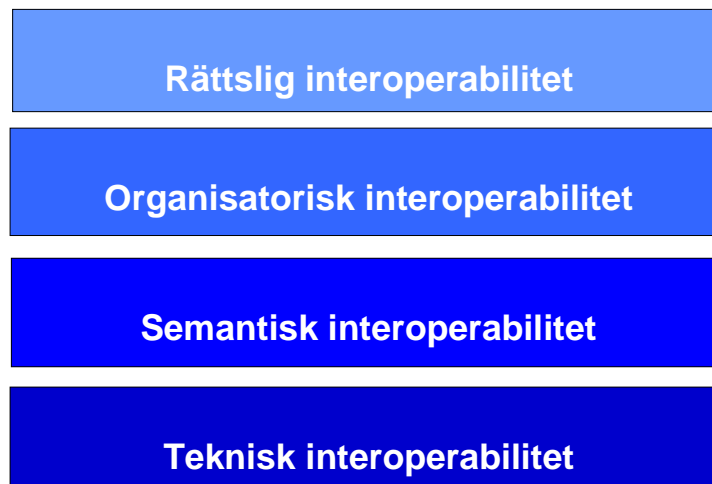 Rättslig interoperabilitet
Organisatorisk interoperabilitet
Semantisk interoperabilitet
Teknisk interoperabilitet